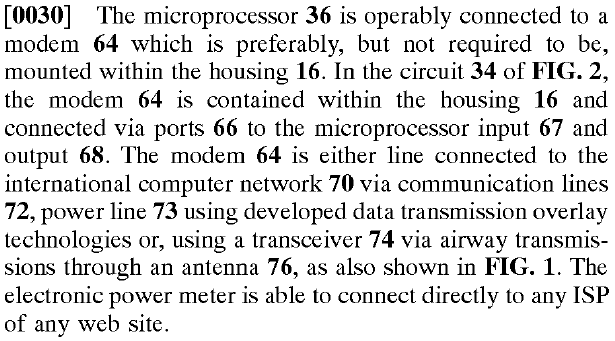 [0030] The microprocessor 36 is operably connected to a
modem 64 which is preferably, but not required to be,
mounted within the housing 16. In the circuit 34 of FIG. 2,
the modem 64 is contained within the housing 16 and
connected via ports 66 to the microprocessor input 67 and
output 68. The modem 64 is either line connected to the
international computer network 70 via communication lines
72, power line 73 using developed data transmission overlay
technologies or, using a transceiver 74 via airway transmis-
sions through an antenna 76, as also shown in FIG. 1. The
electronic power meter is able to connect directly to any ISP
of any web site.